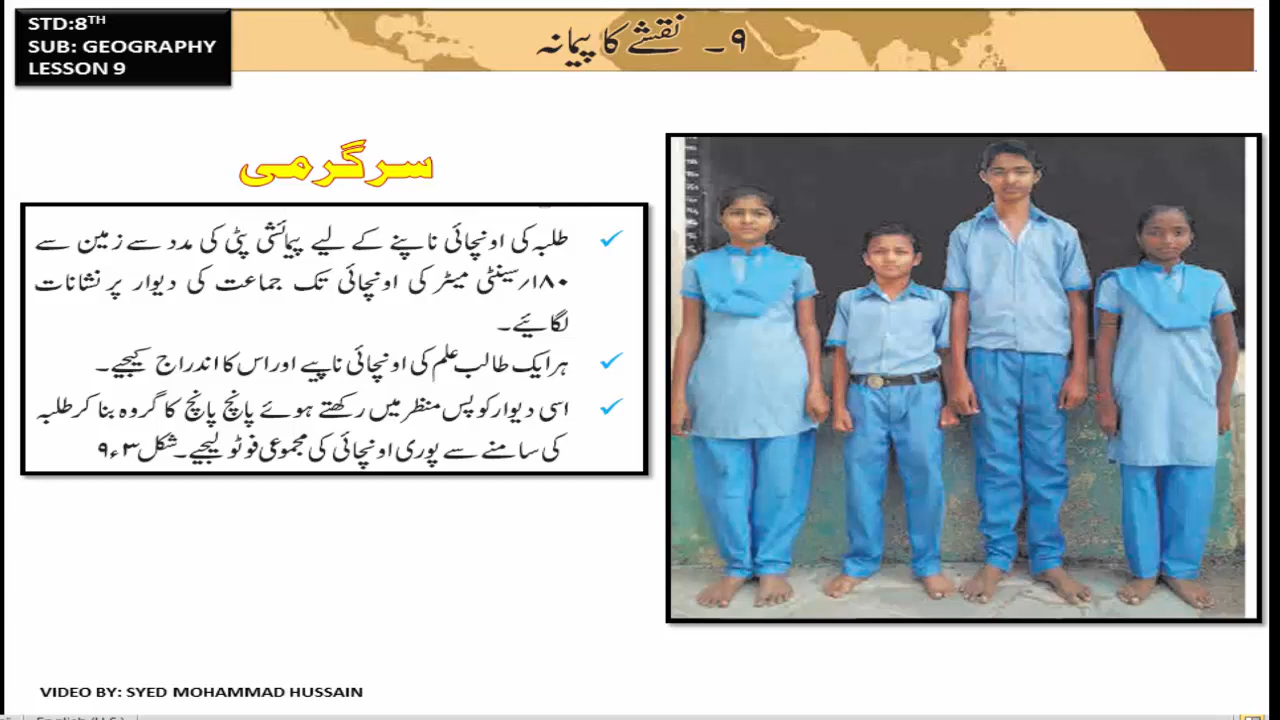 STD:8TH
SUB: GEOGRAPHY
LESSON 9
۹۔ نقشے کا پیمانہ
سرگرمی
✓ طلبہ کی اونچائی ناپنے کے لیے پیمائشی پٹی کی مدد سے زمین سے
۱۸۰؍سینٹی میٹر کی اونچائی تک جماعت کی دیوار پر نشانات
لگائیے۔
✓ ہر ایک طالب علم کی اونچائی ناپیے اور اس کا اندراج کیجیے۔
✓ اسی دیوار کو پس منظر میں رکھتے ہوئے پانچ پانچ کا گروہ بنا کر طلبہ
کی سامنے سے پوری اونچائی کی مجموعی فوٹو لیجیے۔ شکل ۹ء۳
VIDEO BY: SYED MOHAMMAD HUSSAIN